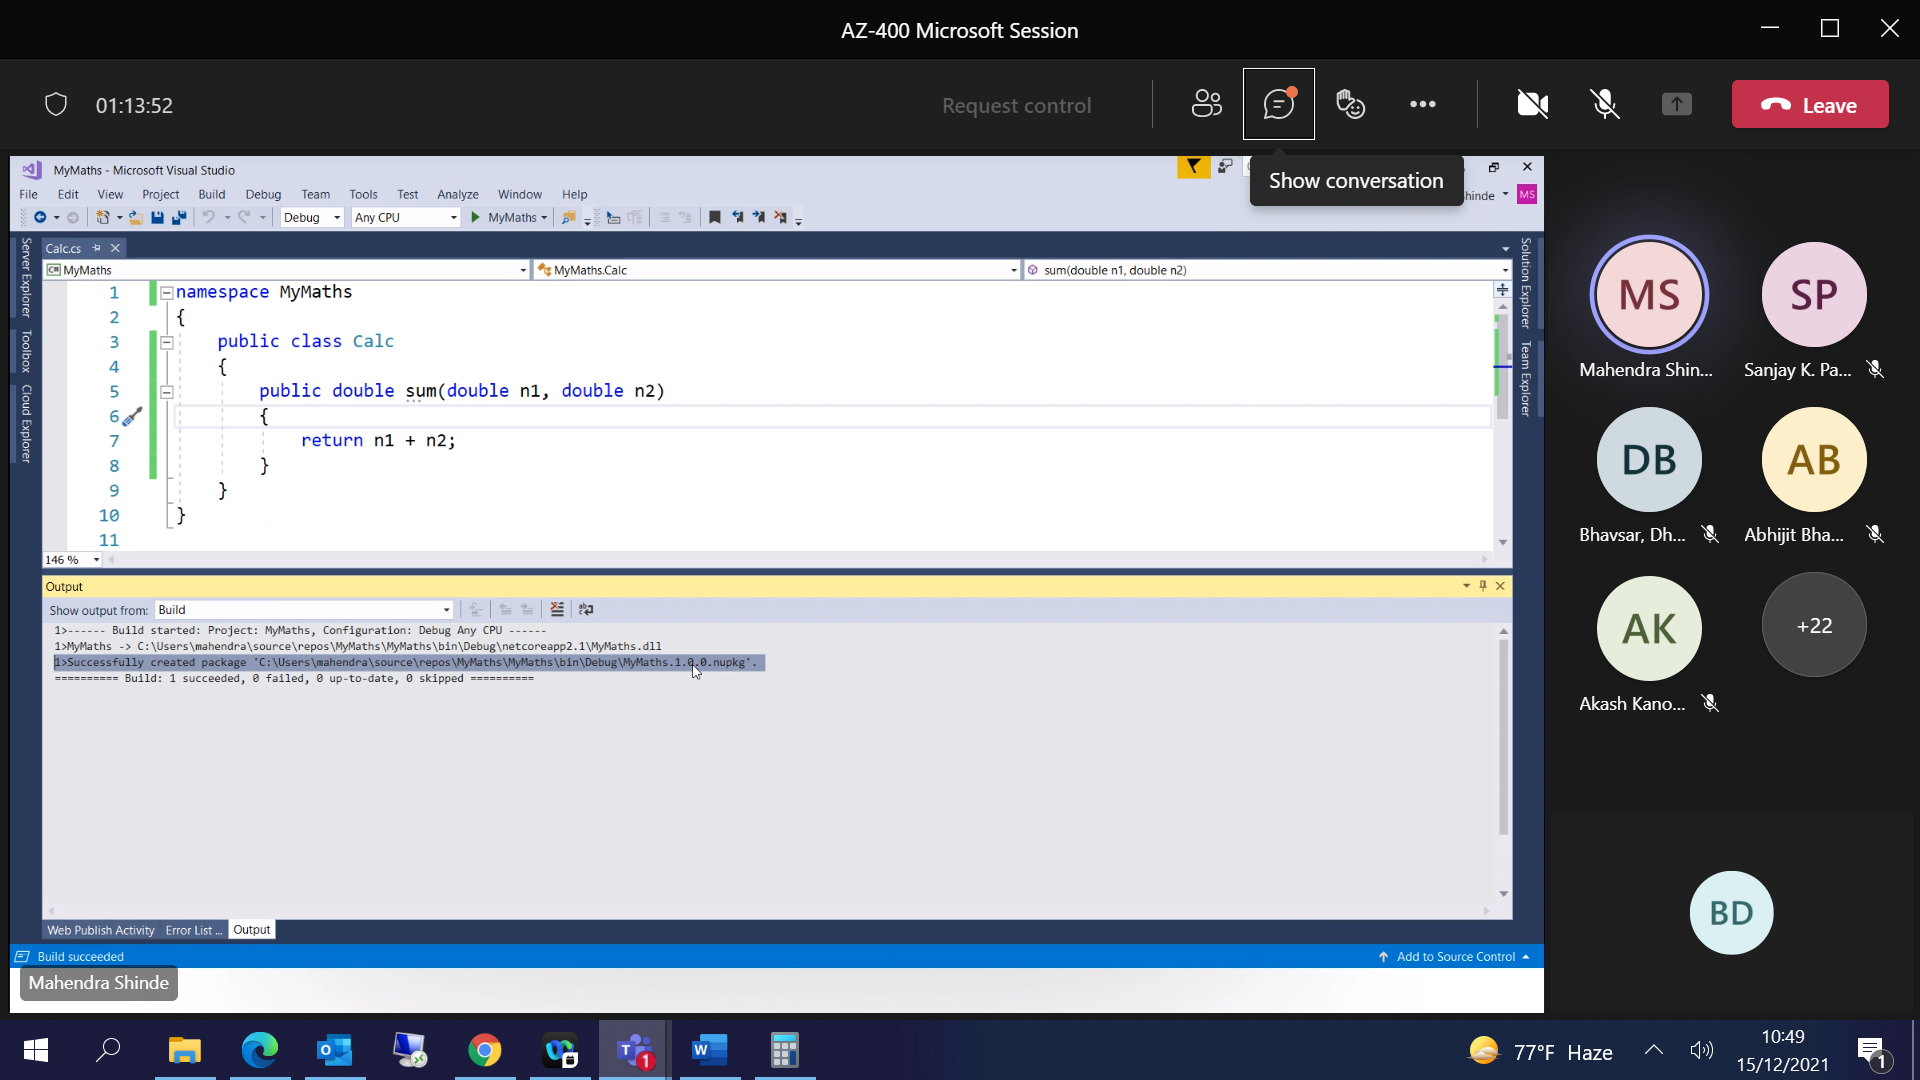 AZ-400 Microsoft Session
01:13:52
Request control
Leave
Show conversation
MyMaths - Microsoft Visual Studio
File Edit View Project Build Debug Team Tools Test Analyze Window Help
hinde MS
Debug Any CPU MyMaths
Server Explorer
Toolbox
Cloud Explorer
Solution Explorer
Team Explorer
Calc.cs
MyMaths MyMaths.Calc sum(double n1, double n2)
1 namespace MyMaths
2 {
3 public class Calc
4 {
5 public double sum(double n1, double n2)
6 {
7 return n1 + n2;
8 }
9 }
10 }
11
146 %
Output
Show output from: Build
1>------ Build started: Project: MyMaths, Configuration: Debug Any CPU ------
1>MyMaths -> C:\Users\mahendra\source\repos\MyMaths\MyMaths\bin\Debug\netcoreapp2.1\MyMaths.dll
1>Successfully created package 'C:\Users\mahendra\source\repos\MyMaths\MyMaths\bin\Debug\MyMaths.1.0.0.nupkg'.
========== Build: 1 succeeded, 0 failed, 0 up-to-date, 0 skipped ==========
Web Publish Activity Error List ... Output
Build succeeded
Add to Source Control
Mahendra Shinde
MS SP
Mahendra Shin... Sanjay K. Pa...
DB AB
Bhavsar, Dh... Abhijit Bha...
AK +22
Akash Kano...
BD
77°F Haze
10:49
15/12/2021
1
1